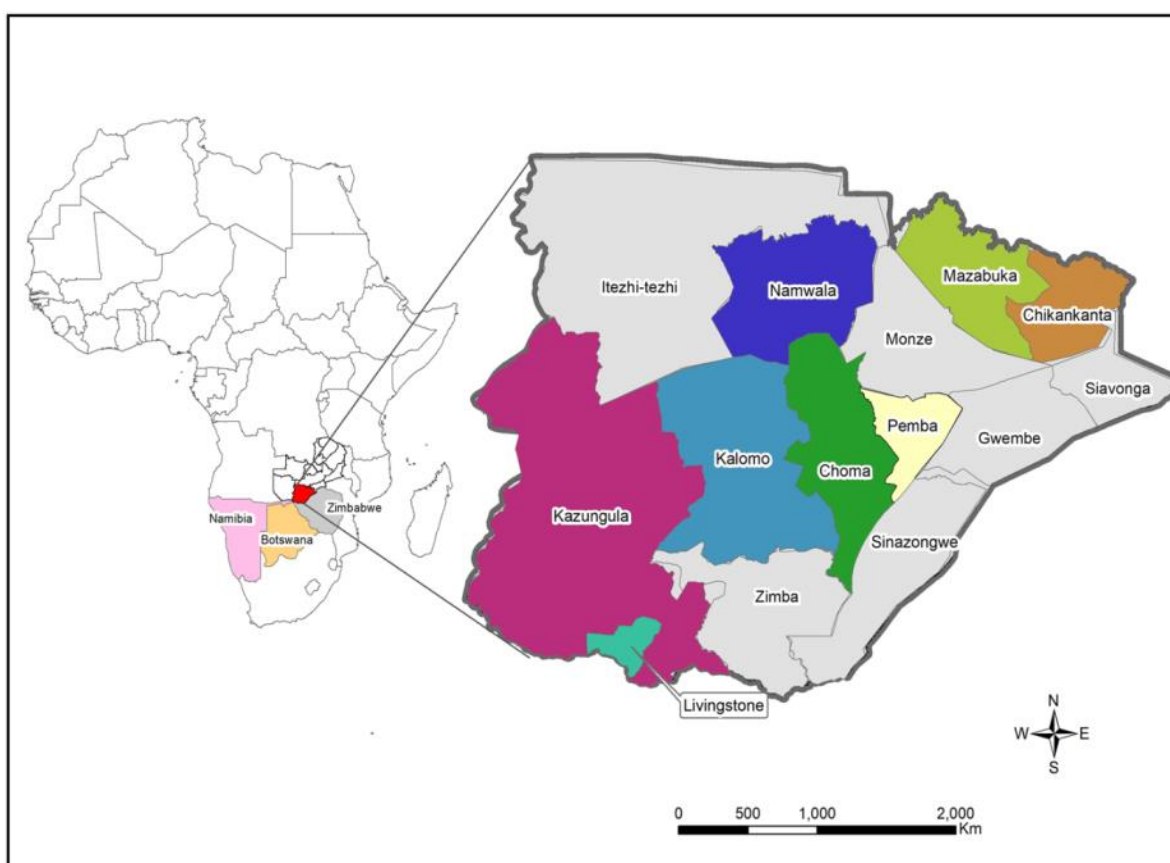 Namibia
Botswana
Zimbabwe
Itezhi-tezhi
Namwala
Mazabuka
Chikankanta
Monze
Siavonga
Pemba
Gwembe
Kalomo
Choma
Kazungula
Sinazongwe
Zimba
Livingstone
N
W E
S
0 500 1,000 2,000
Km